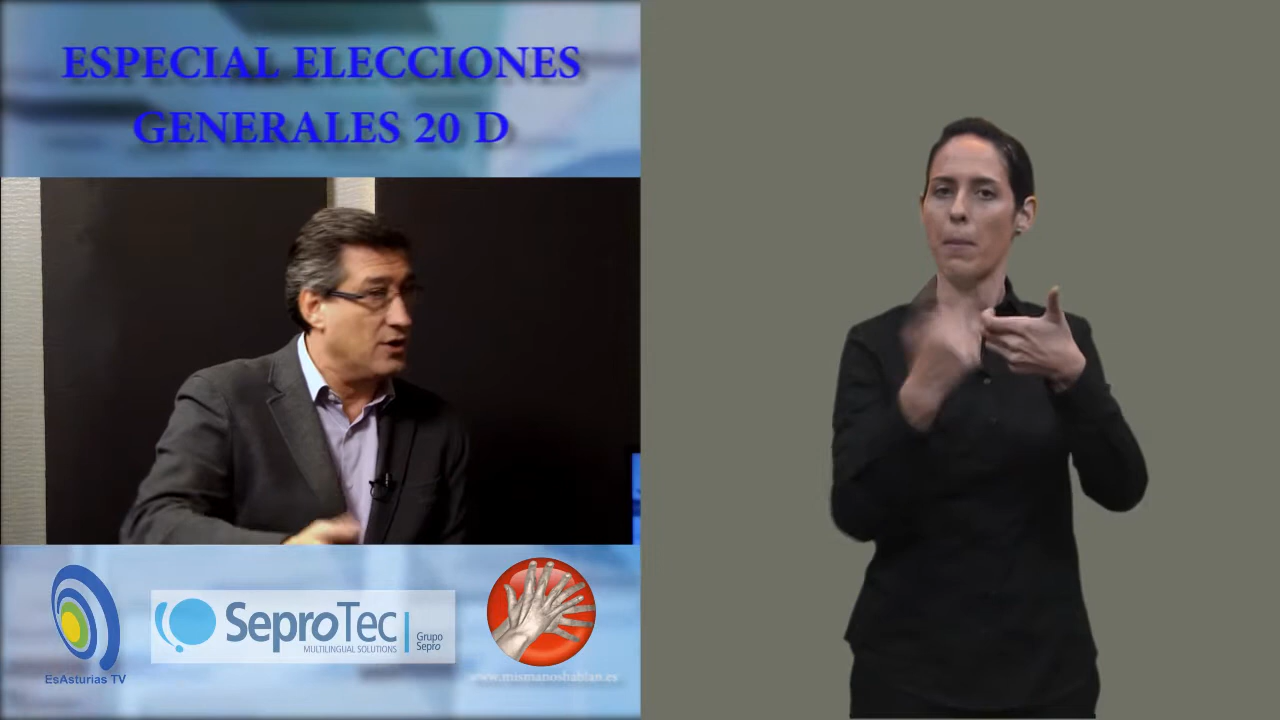 ESPECIAL ELECCIONES
GENERALES 20 D
EsAsturias TV
SeproTec
MULTILINGUAL SOLUTIONS
Grupo
Sepro
www.mismanoshablan.es